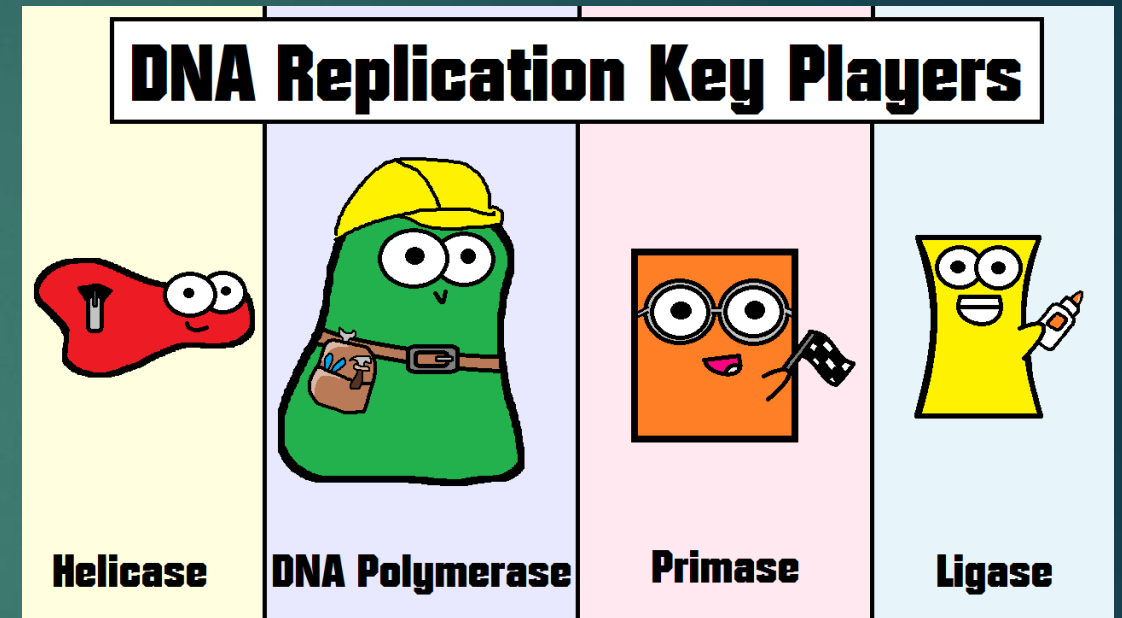 DNA Replication Key Players
Helicase
DNA Polymerase
Primase
Ligase